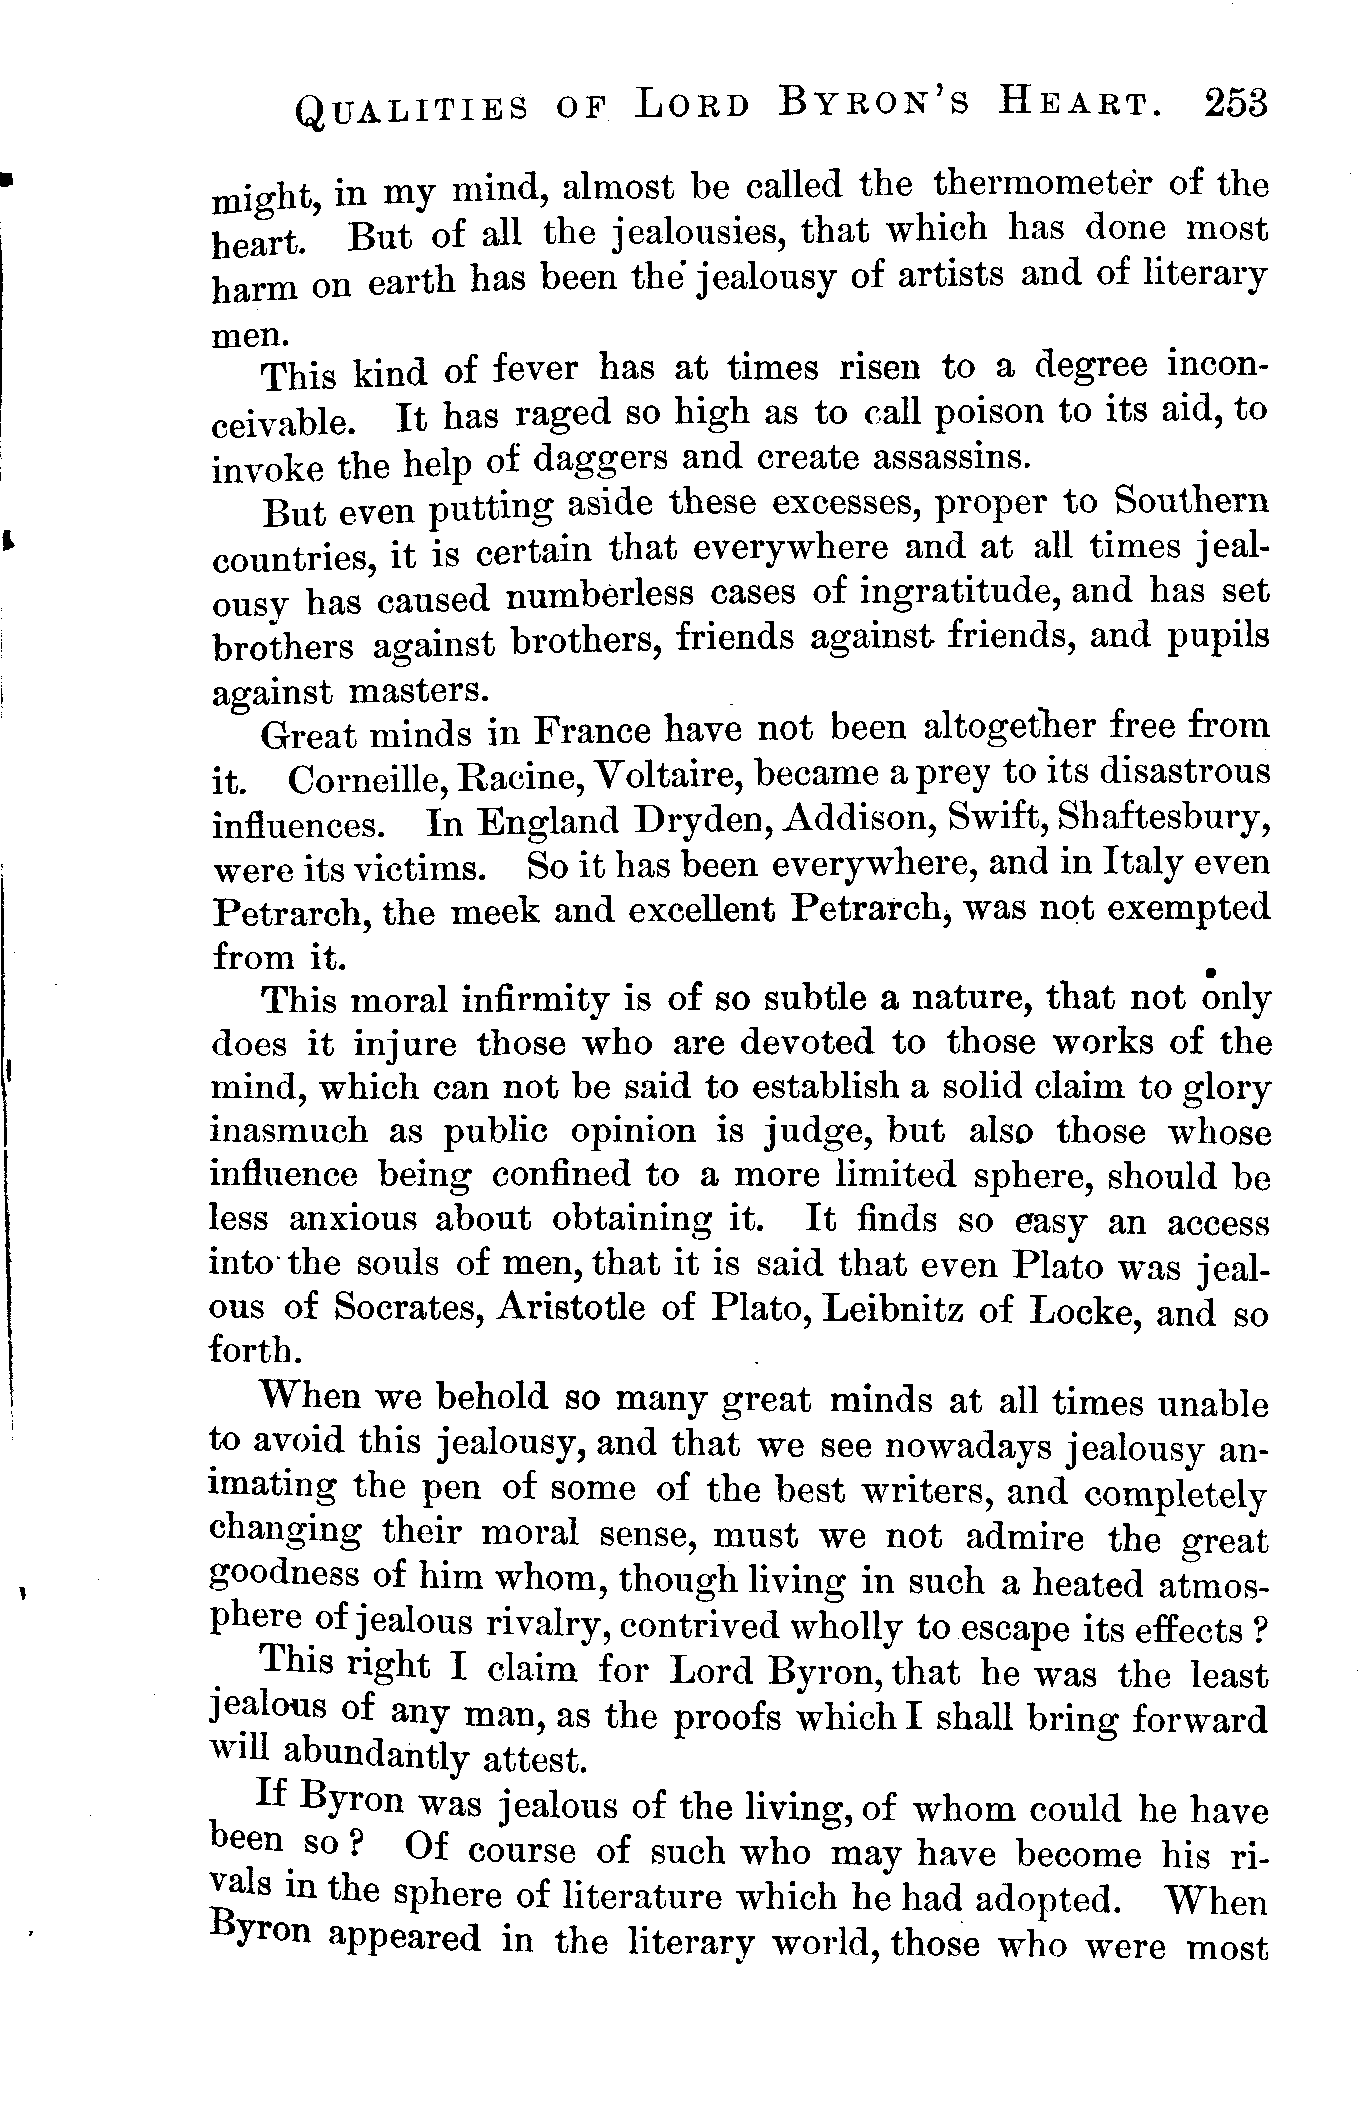 QUALITIES OF LORD BYRON'S HEART. 253
might, in my mind, almost be called the thermometer of the
heart. But of all the jealousies, that which has done most
harm on earth has been the jealousy of artists and of literary
men.
This kind of fever has at times risen to a degree incon-
ceivable. It has raged so high as to call poison to its aid, to
invoke the help of daggers and create assassins.
But even putting aside these excesses, proper to Southern
countries, it is certain that everywhere and at all times jeal-
ousy has caused numberless cases of ingratitude, and has set
brothers against brothers, friends against friends, and pupils
against masters.
Great minds in France have not been altogether free from
it. Corneille, Racine, Voltaire, became a prey to its disastrous
influences. In England Dryden, Addison, Swift, Shaftesbury,
were its victims. So it has been everywhere, and in Italy even
Petrarch, the meek and excellent Petrarch, was not exempted
from it.
This moral infirmity is of so subtle a nature, that not only
does it injure those who are devoted to those works of the
mind, which can not be said to establish a solid claim to glory
inasmuch as public opinion is judge, but also those whose
influence being confined to a more limited sphere, should be
less anxious about obtaining it. It finds so easy an access
into the souls of men, that it is said that even Plato was jeal-
ous of Socrates, Aristotle of Plato, Leibnitz of Locke, and so
forth.
When we behold so many great minds at all times unable
to avoid this jealousy, and that we see nowadays jealousy an-
imating the pen of some of the best writers, and completely
changing their moral sense, must we not admire the great
goodness of him whom, though living in such a heated atmos-
phere of jealous rivalry, contrived wholly to escape its effects ?
This right I claim for Lord Byron, that he was the least
jealous of any man, as the proofs which I shall bring forward
will abundantly attest.
If Byron was jealous of the living, of whom could he have
been so ? Of course of such who may have become his ri-
vals in the sphere of literature which he had adopted. When
Byron appeared in the literary world, those who were most